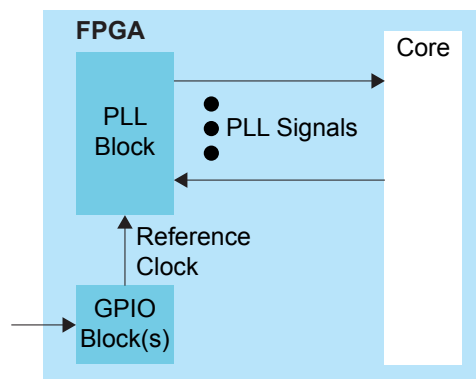 FPGA
Core
PLL
Block
PLL Signals
Reference
Clock
GPIO
Block(s)